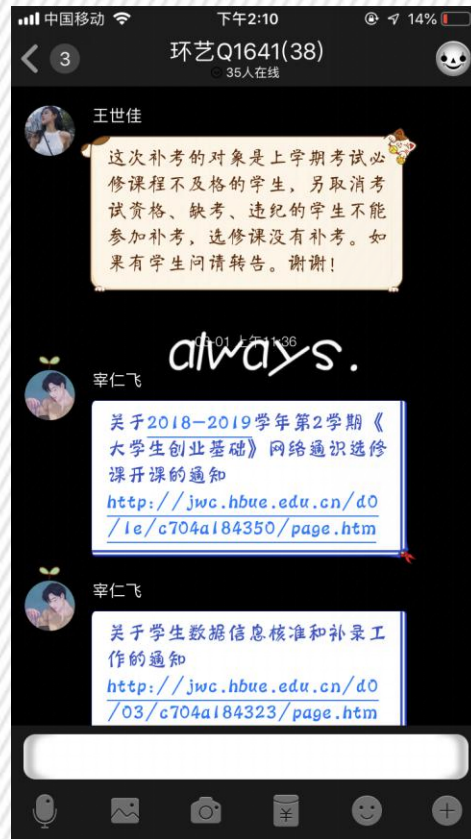 中国移动
下午2:10
14%
3
环艺Q1641(38)
35人在线
王世佳
这次补考的对象是上学期考试必
修课程不及格的学生，另取消考
试资格、缺考、违纪的学生不能
参加补考，选修课没有补考。如
果有学生问请转告。谢谢！
03-01 上午11:36
always.
宰仁飞
关于2018-2019学年第2学期《
大学生创业基础》网络通识选修
课开课的通知
http://jwc.hbue.edu.cn/d0
/1e/c704a184350/page.htm
宰仁飞
关于学生数据信息核准和补录工
作的通知
http://jwc.hbue.edu.cn/d0
/03/c704a184323/page.htm